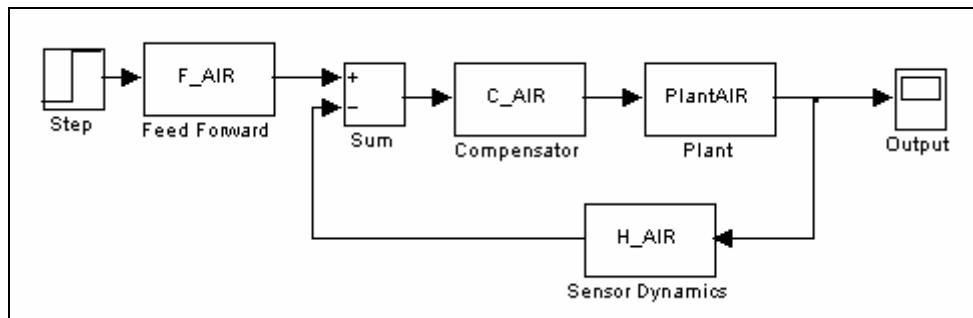 F_AIR
Step
Feed Forward
+
−
Sum
C_AIR
Compensator
PlantAIR
Plant
Output
H_AIR
Sensor Dynamics